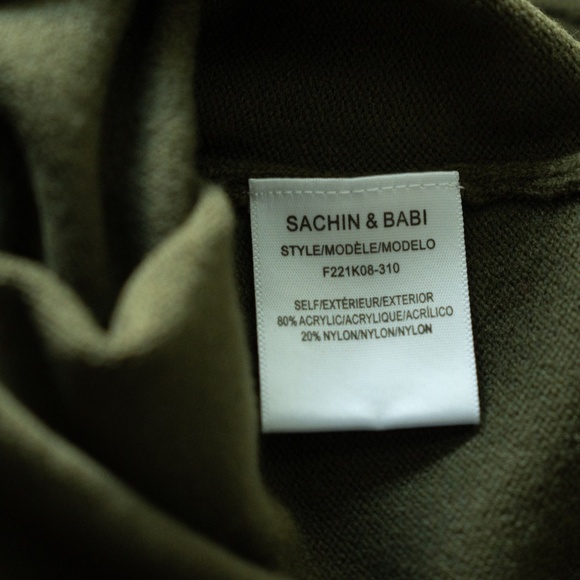 SACHIN & BABI
STYLE/MODÈLE/MODELO
F221K08-310
SELF/EXTÉRIEUR/EXTERIOR
80% ACRYLIC/ACRYLIQUE/ACRÍLICO
20% NYLON/NYLON/NYLON